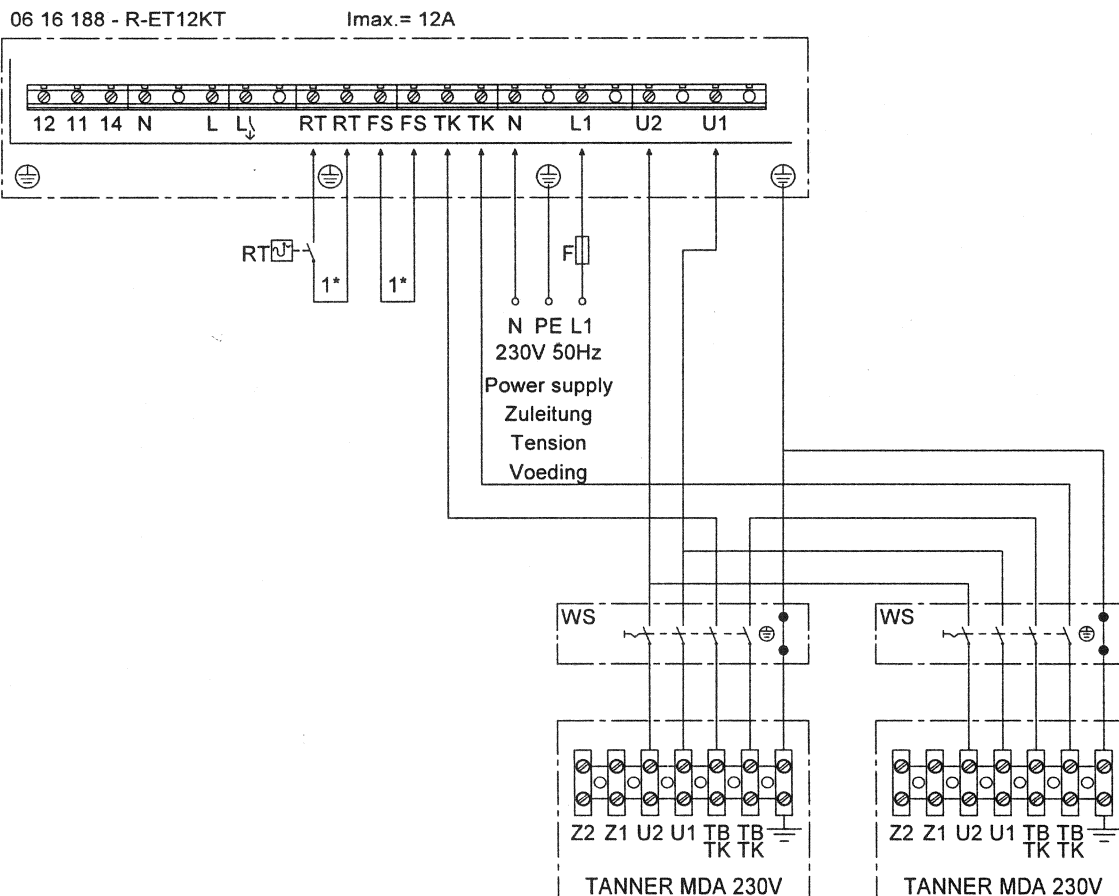 06 16 188 - R-ET12KT Imax.= 12A
12 11 14 N L L RT RT FS FS TK TK N L1 U2 U1
RT F
1* 1*
N PE L1
230V 50Hz
Power supply
Zuleitung
Tension
Voeding
WS WS
Z2 Z1 U2 U1 TB TB Z2 Z1 U2 U1 TB TB
TK TK TK TK
TANNER MDA 230V TANNER MDA 230V